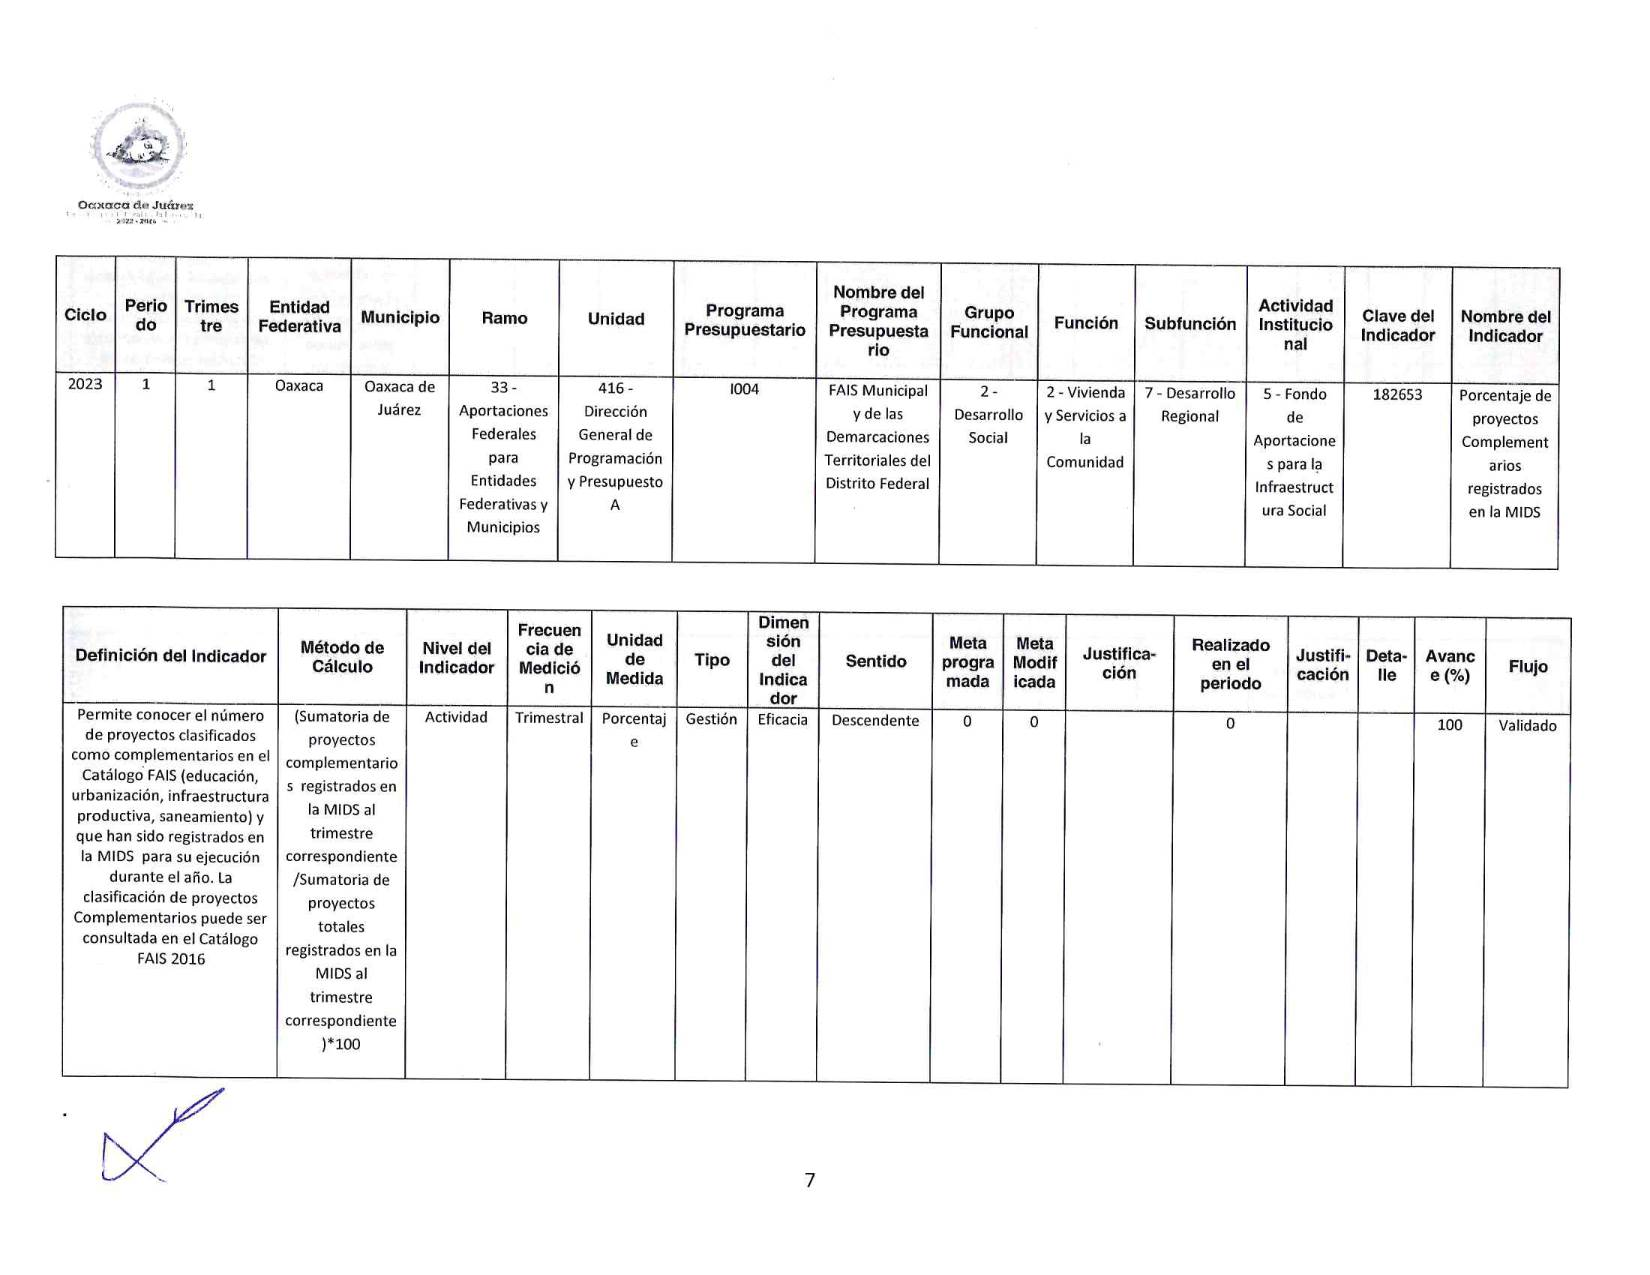 Oaxaca de Juárez
2022 - 2024
Ciclo
Perio
do
Trimes
tre
Entidad
Federativa
Municipio
Ramo
Unidad
Programa
Presupuestario
Nombre del
Programa
Presupuesta
rio
Grupo
Funcional
Función
Subfunción
Actividad
Institucio
nal
Clave del
Indicador
Nombre del
Indicador
2023
1
1
Oaxaca
Oaxaca de
Juárez
33 -
Aportaciones
Federales
para
Entidades
Federativas y
Municipios
416 -
Dirección
General de
Programación
y Presupuesto
A
I004
FAIS Municipal
y de las
Demarcaciones
Territoriales del
Distrito Federal
2 -
Desarrollo
Social
2 - Vivienda
y Servicios a
la
Comunidad
7 - Desarrollo
Regional
5 - Fondo
de
Aportacione
s para la
Infraestruct
ura Social
182653
Porcentaje de
proyectos
Complement
arios
registrados
en la MIDS
Definición del Indicador
Método de
Cálculo
Nivel del
Indicador
Frecuen
cia de
Medició
n
Unidad
de
Medida
Tipo
Dimen
sión
del
Indica
dor
Sentido
Meta
progra
mada
Meta
Modif
icada
Justifica-
ción
Realizado
en el
periodo
Justifi-
cación
Deta-
lle
Avanc
e (%)
Flujo
Permite conocer el número
de proyectos clasificados
como complementarios en el
Catálogo FAIS (educación,
urbanización, infraestructura
productiva, saneamiento) y
que han sido registrados en
la MIDS para su ejecución
durante el año. La
clasificación de proyectos
Complementarios puede ser
consultada en el Catálogo
FAIS 2016
(Sumatoria de
proyectos
complementario
s registrados en
la MIDS al
trimestre
correspondiente
/Sumatoria de
proyectos
totales
registrados en la
MIDS al
trimestre
correspondiente
)*100
Actividad
Trimestral
Porcentaj
e
Gestión
Eficacia
Descendente
0
0
0
100
Validado
7